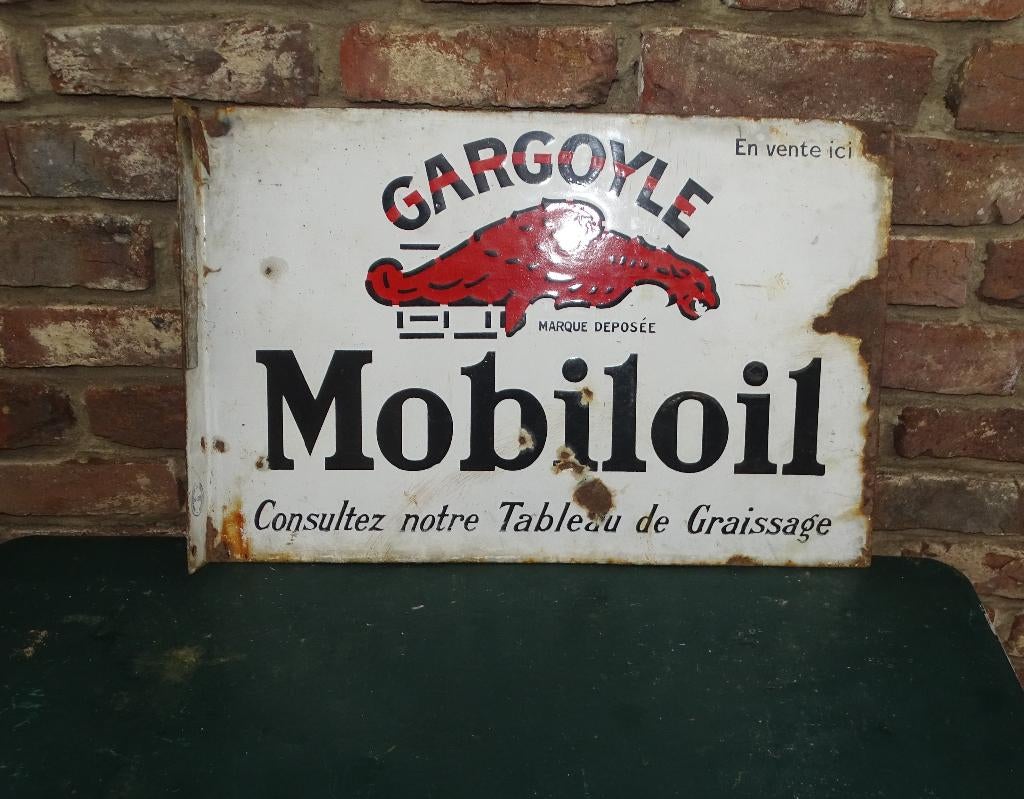 En vente ici
GARGOYLE
MARQUE DEPOSÉE
Mobiloil
Consultez notre Tableau de Graissage